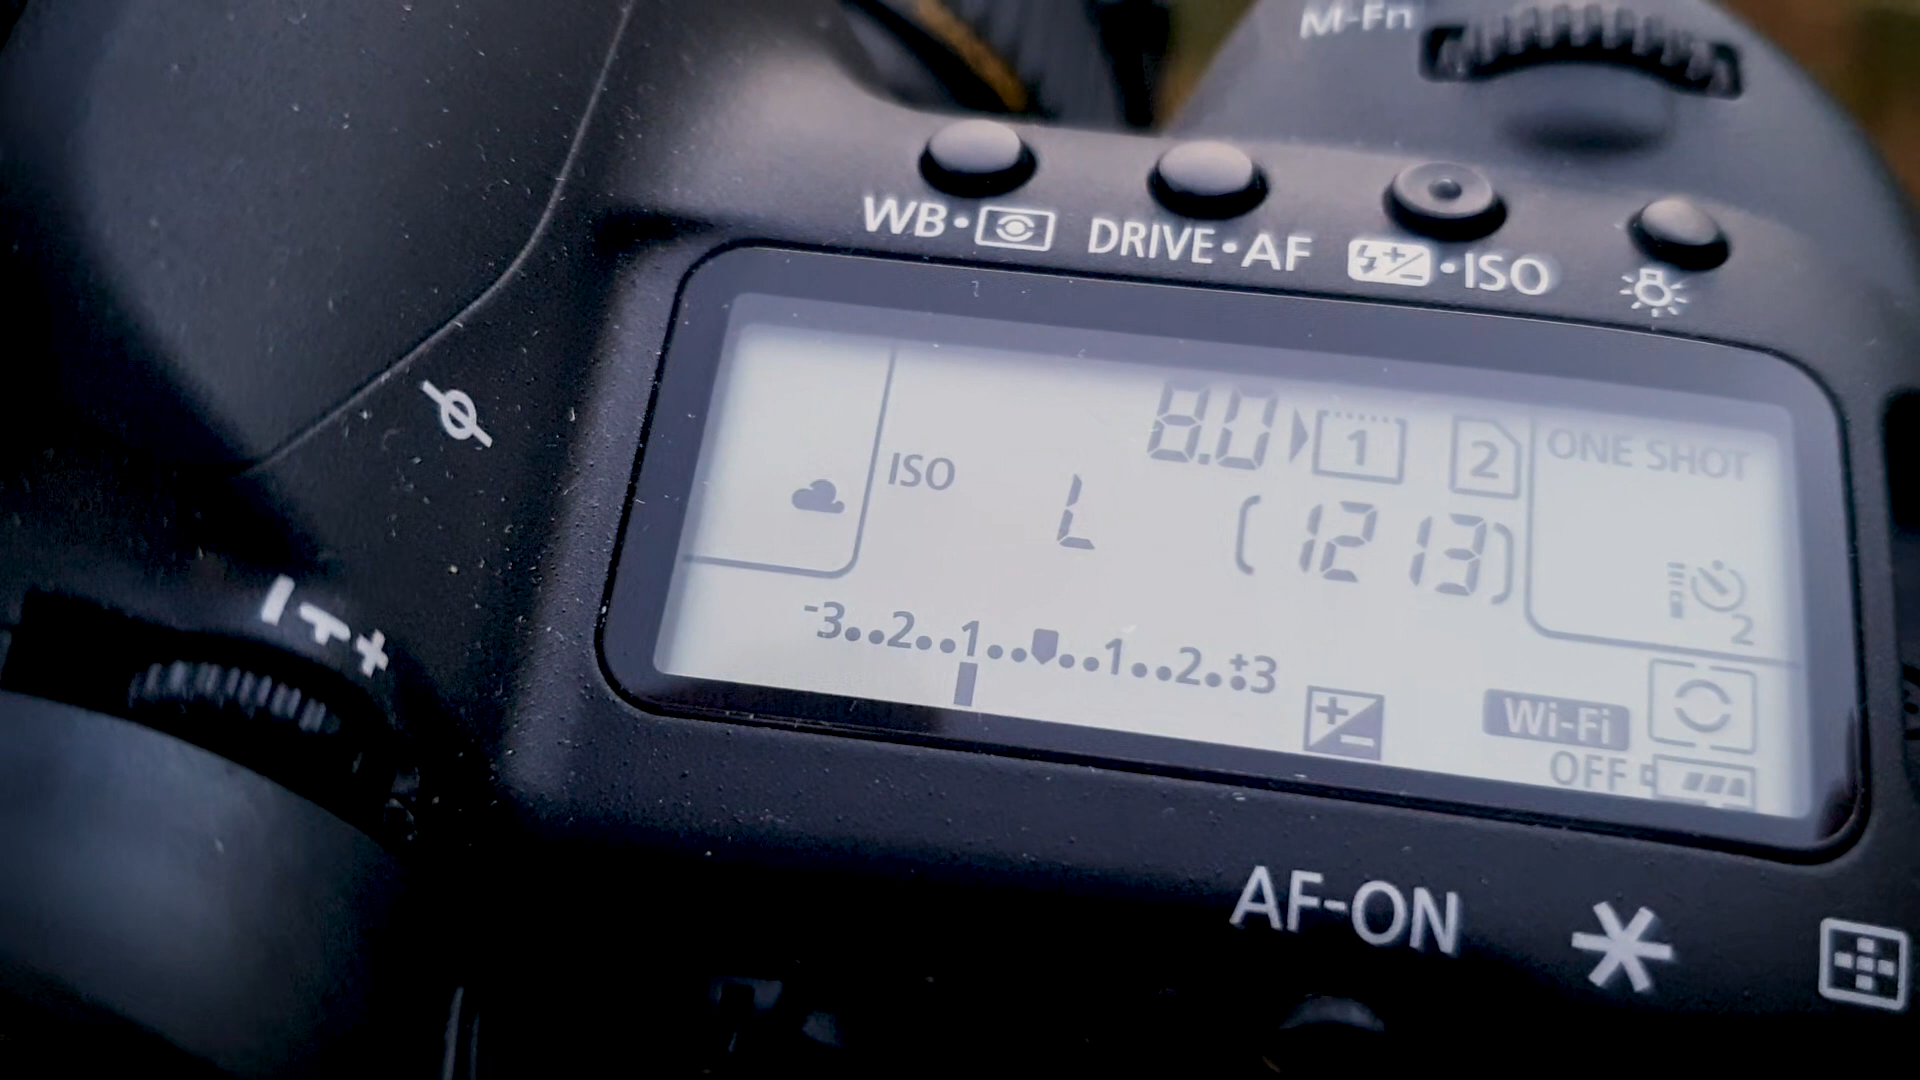 M-Fn
WB• DRIVE•AF •ISO
8.0 1 2 ONE SHOT
ISO L (1213)
2
-3..2..1.. ..1..2..+3
Wi-Fi
OFF
AF-ON